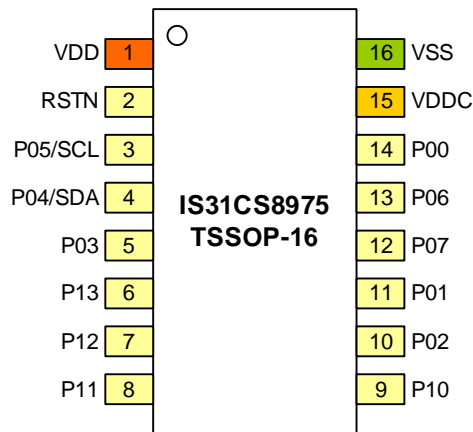 VDD 1 16 VSS
RSTN 2 15 VDDC
P05/SCL 3 14 P00
P04/SDA 4 13 P06
IS31CS8975
TSSOP-16
P03 5 12 P07
P13 6 11 P01
P12 7 10 P02
P11 8 9 P10